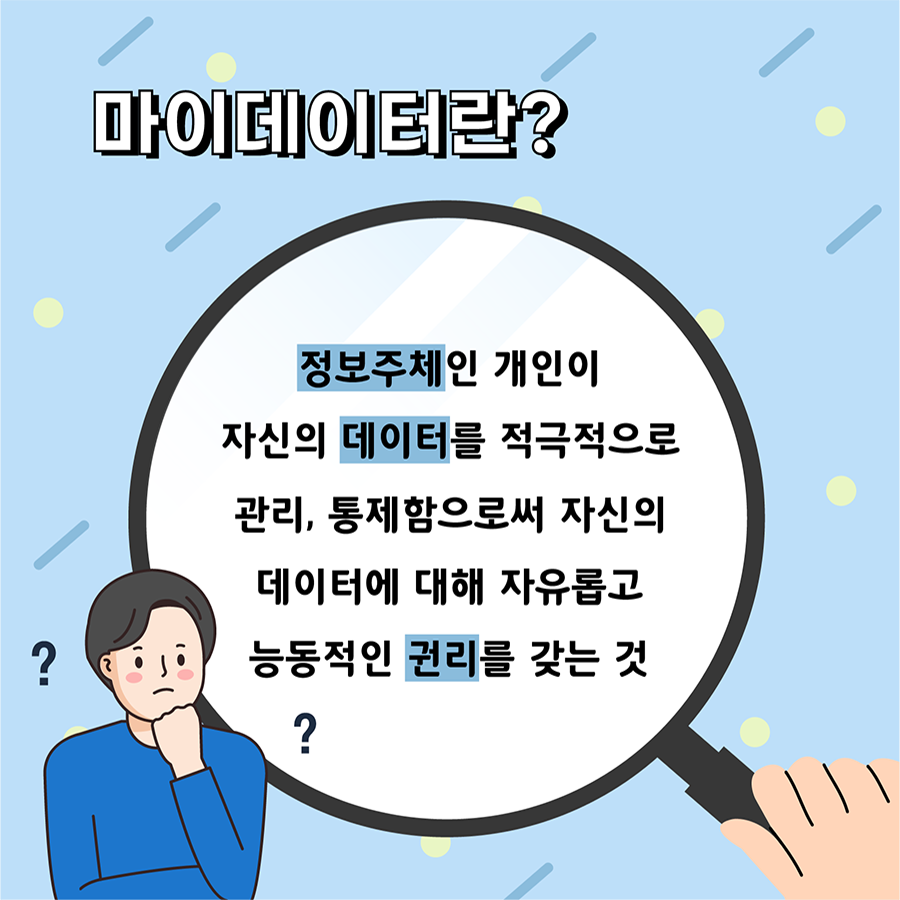 마이데이터란?
정보주체인 개인이
자신의 데이터를 적극적으로
관리, 통제함으로써 자신의
데이터에 대해 자유롭고
능동적인 권리를 갖는 것
?
?